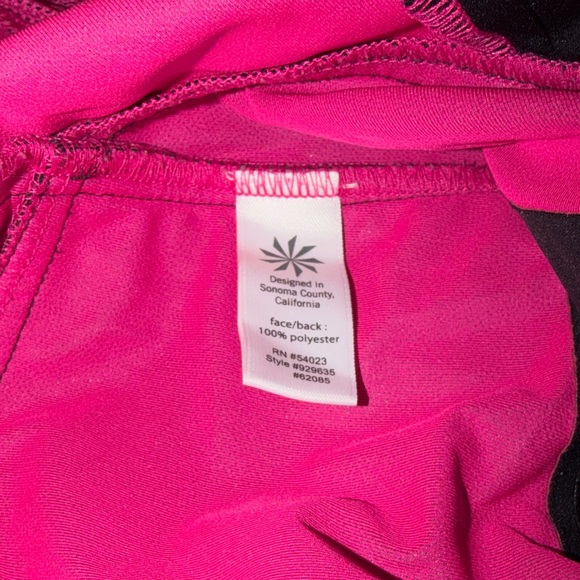 Designed in
Sonoma County,
California
face/back :
100% polyester
RN #54023
Style #929635
#62085